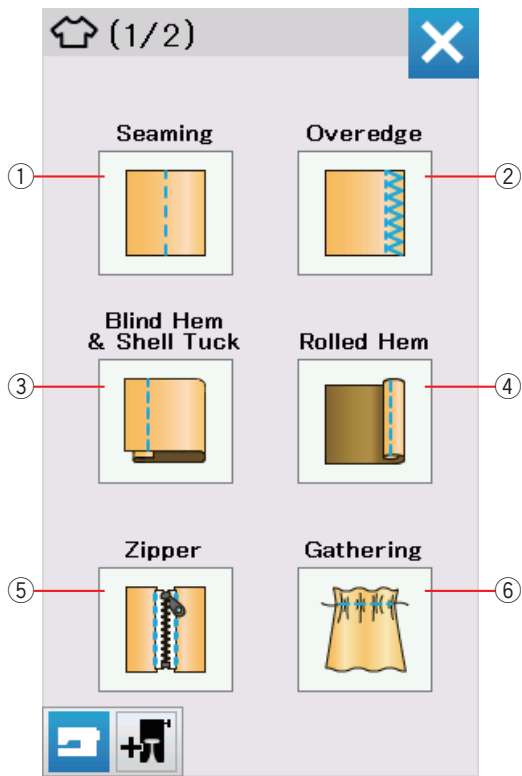 (1/2)
Seaming Overedge
① ②
Blind Hem
& Shell Tuck Rolled Hem
③ ④
Zipper Gathering
⑤ ⑥